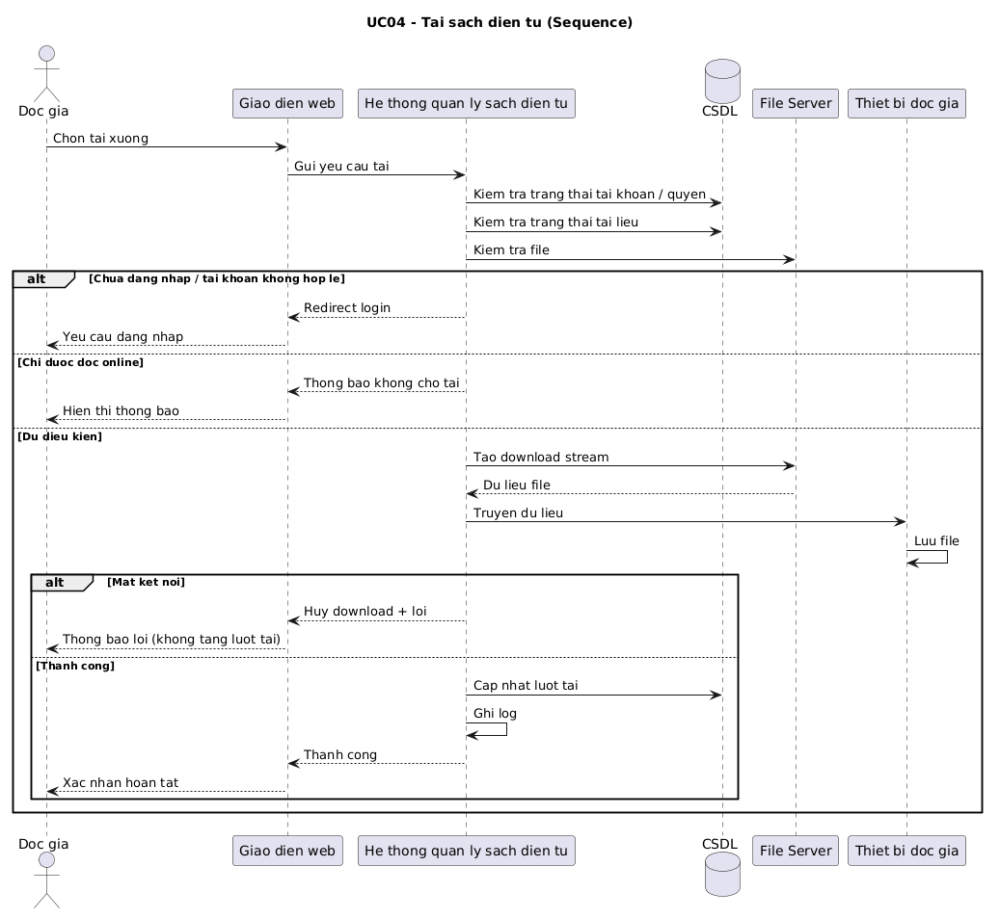 UC04 - Tai sach dien tu (Sequence)
Doc gia
Giao dien web
He thong quan ly sach dien tu
CSDL
File Server
Thiet bi doc gia
Chon tai xuong
Gui yeu cau tai
Kiem tra trang thai tai khoan / quyen
Kiem tra trang thai tai lieu
Kiem tra file
alt
[Chua dang nhap / tai khoan khong hop le]
Redirect login
Yeu cau dang nhap
[Chi duoc doc online]
Thong bao khong cho tai
Hien thi thong bao
[Du dieu kien]
Tao download stream
Du lieu file
Truyen du lieu
Luu file
alt
[Mat ket noi]
Huy download + loi
Thong bao loi (khong tang luot tai)
[Thanh cong]
Cap nhat luot tai
Ghi log
Thanh cong
Xac nhan hoan tat
Doc gia
Giao dien web
He thong quan ly sach dien tu
CSDL
File Server
Thiet bi doc gia